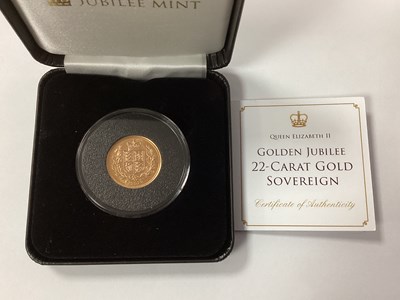 JUBILEE MINT
QUEEN ELIZABETH II
GOLDEN JUBILEE
22-CARAT GOLD
SOVEREIGN
Certificate of Authenticity